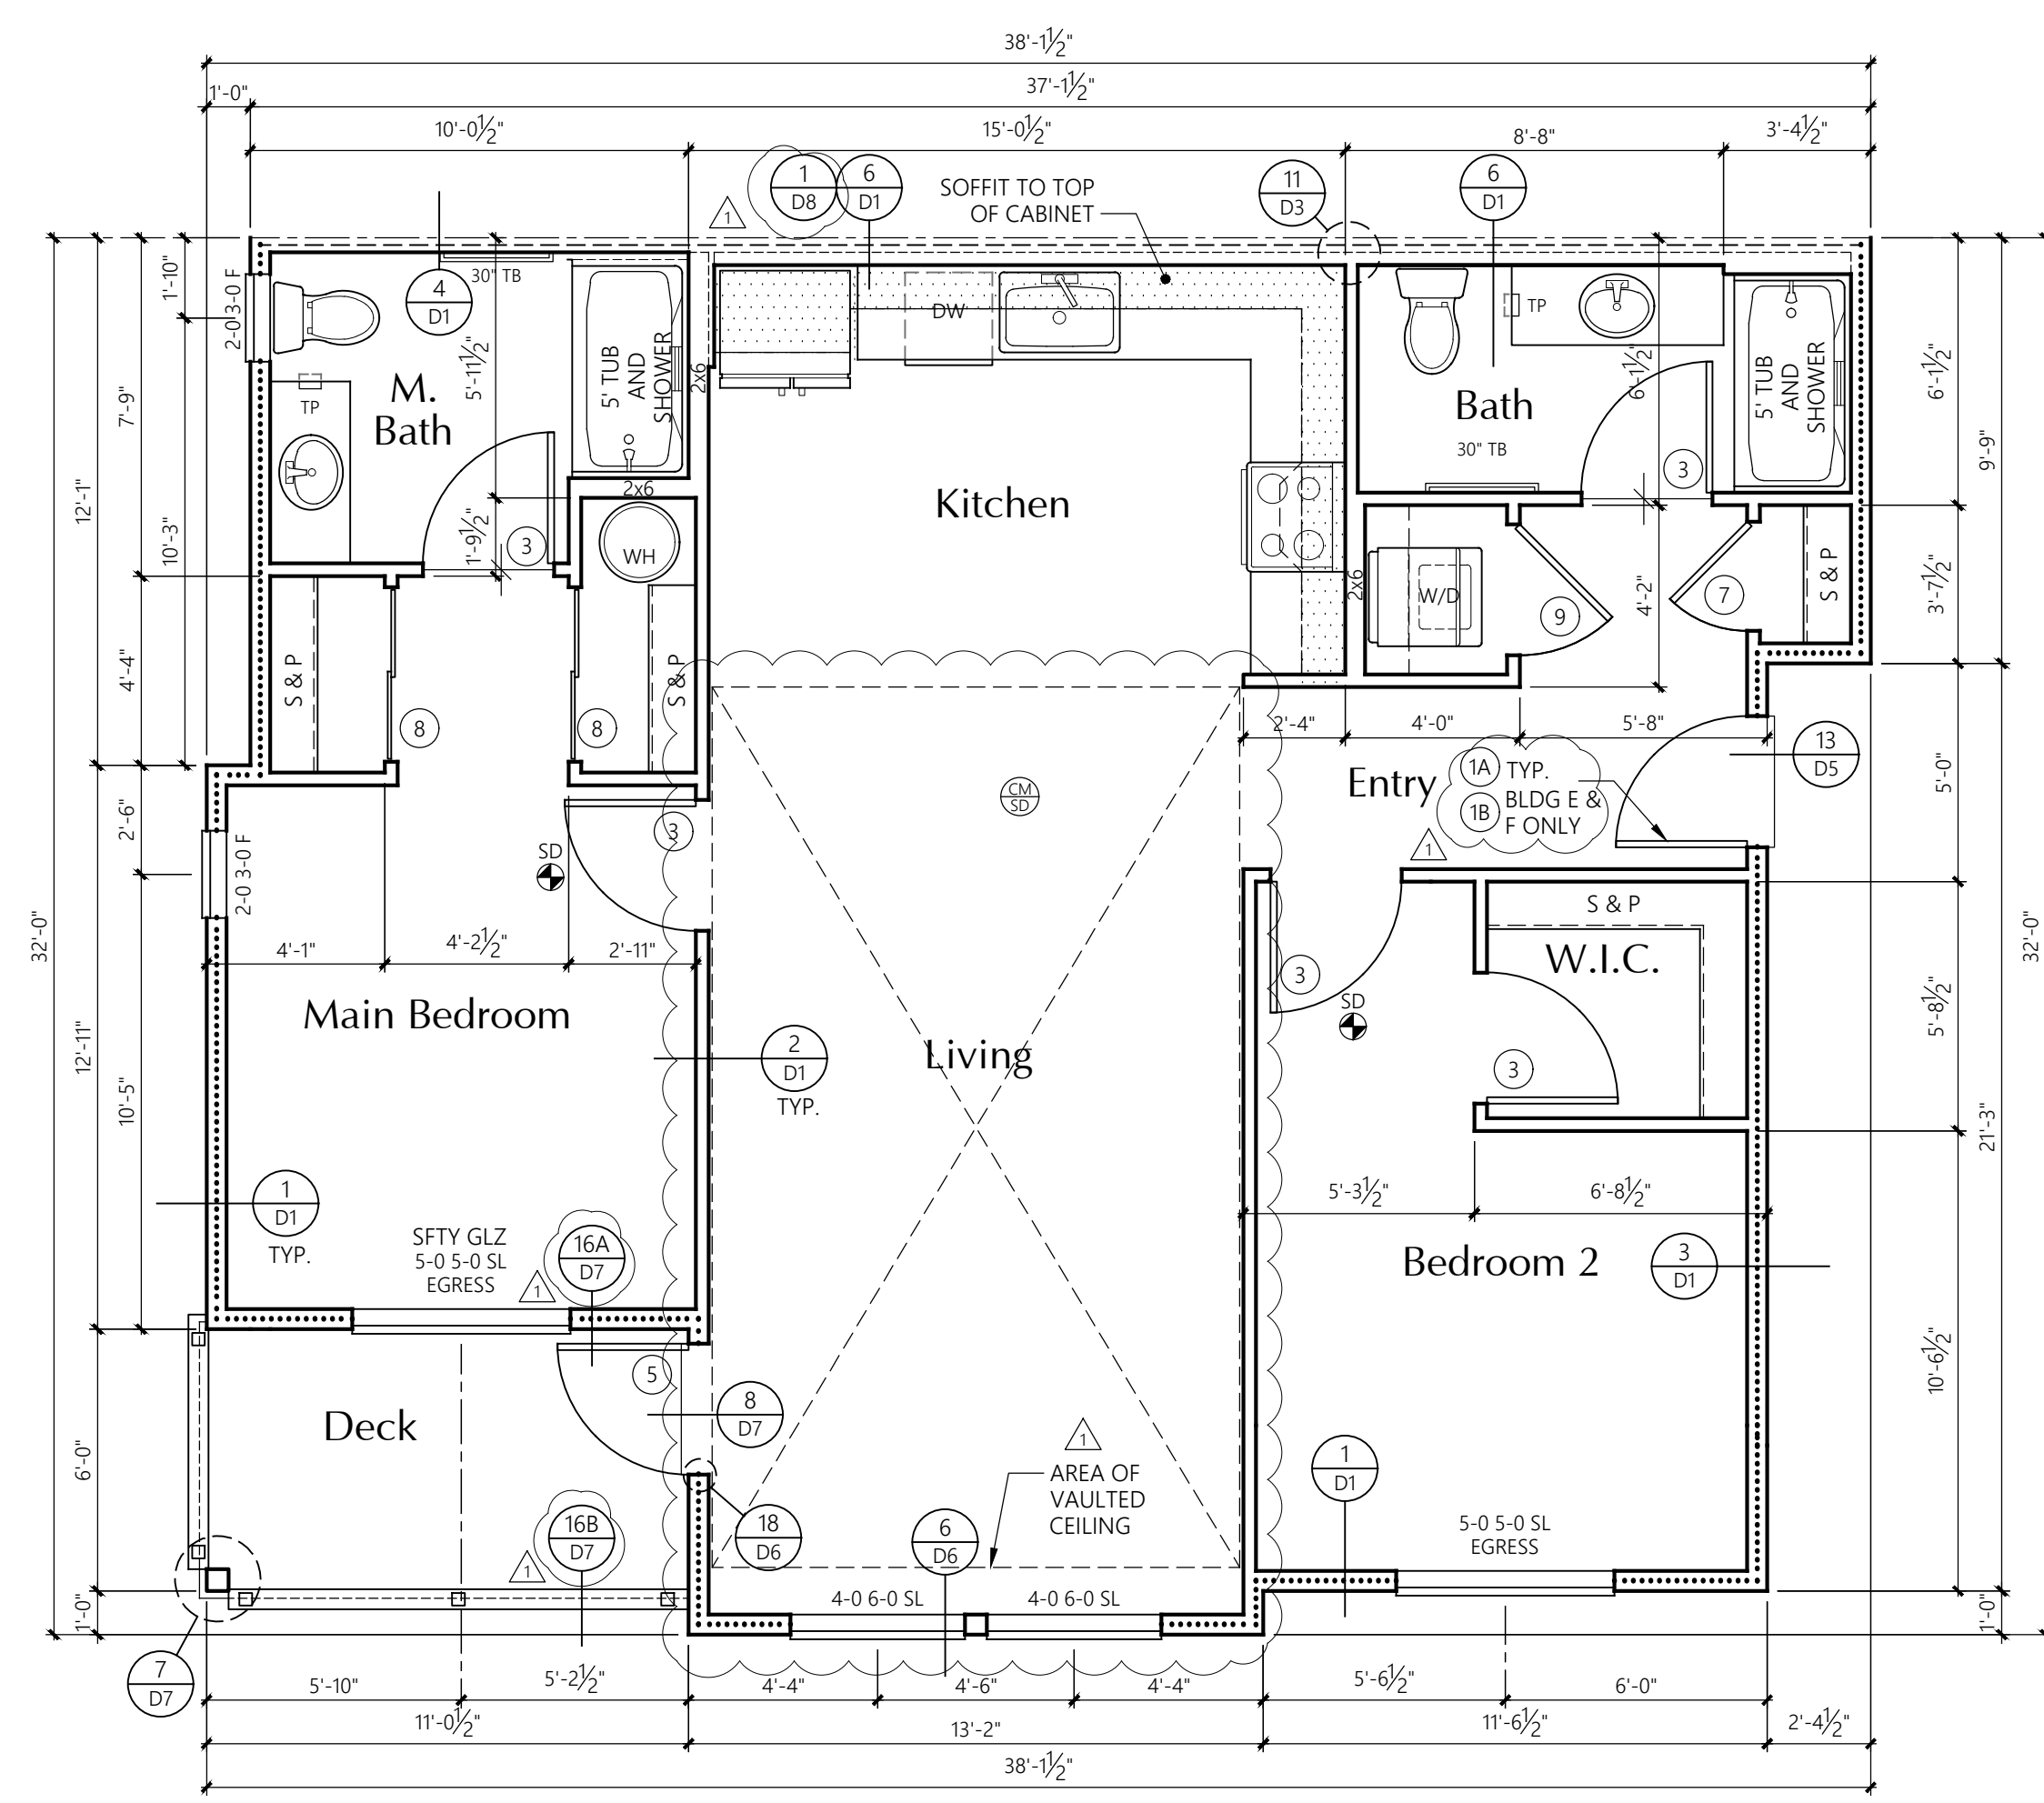 38'-1½"
37'-1½"
1'-0"
10'-0½"
15'-0½"
8'-8"
3'-4½"
1
D8
6
D1
SOFFIT TO TOP
OF CABINET
11
D3
6
D1
1
1'-10"
2-0 3-0 F
4
D1
30" TB
5'-11½"
5' TUB
AND
SHOWER
2x6
DW
TP
6'-1½"
5' TUB
AND
SHOWER
6'-1½"
7'-9"
TP
M.
Bath
Bath
30" TB
3
9'-9"
12'-1"
10'-3"
1'-9½"
3
2x6
WH
Kitchen
2x6
W/D
9
4'-2"
7
S & P
3'-7½"
4'-4"
S & P
8
8
S & P
2'-4"
4'-0"
5'-8"
13
D5
CM
SD
Entry
1A
TYP.
1B
BLDG E &
F ONLY
1
5'-0"
2'-6"
2-0 3-0 F
SD
3
32'-0"
32'-0"
4'-1"
4'-2½"
2'-11"
S & P
W.I.C.
3
SD
5'-8½"
Main Bedroom
12'-11"
10'-5"
2
D1
TYP.
Living
3
21'-3"
1
D1
TYP.
5'-3½"
6'-8½"
SFTY GLZ
5-0 5-0 SL
EGRESS
1
16A
D7
Bedroom 2
3
D1
10'-6½"
5
8
D7
Deck
6'-0"
1
AREA OF
VAULTED
CEILING
1
D1
16B
D7
1
18
D6
6
D6
5-0 5-0 SL
EGRESS
1'-0"
4-0 6-0 SL
4-0 6-0 SL
1'-0"
7
D7
5'-10"
5'-2½"
4'-4"
4'-6"
4'-4"
5'-6½"
6'-0"
11'-0½"
13'-2"
11'-6½"
2'-4½"
38'-1½"